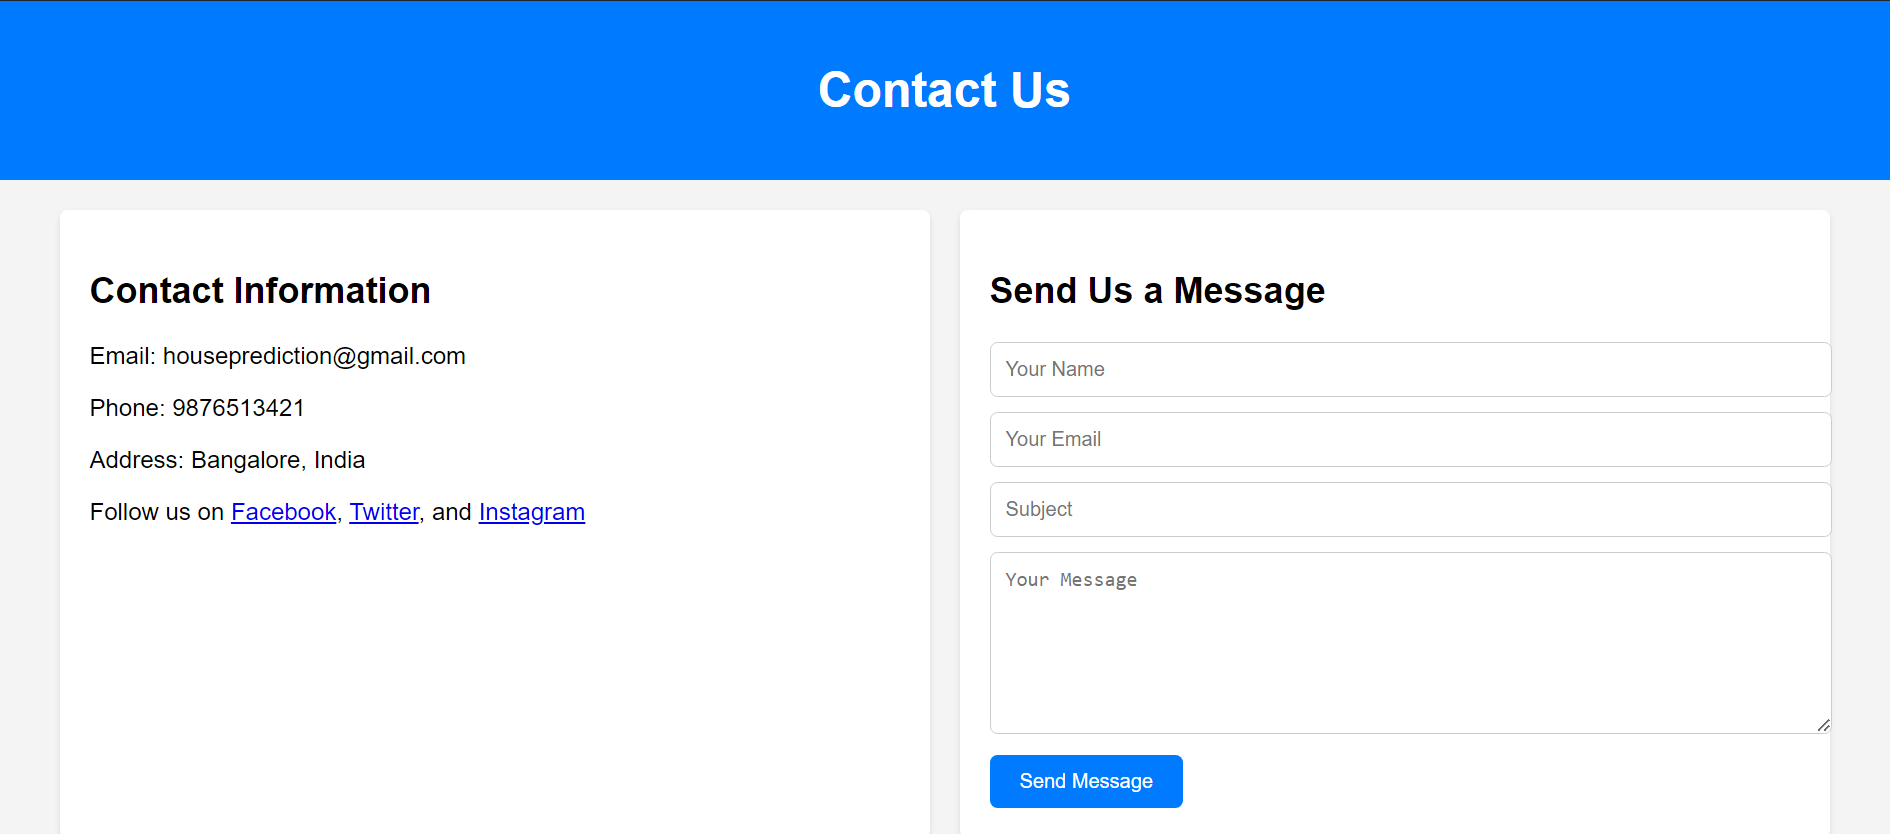 Contact Us
Contact Information
Email: houseprediction@gmail.com
Phone: 9876513421
Address: Bangalore, India
Follow us on Facebook, Twitter, and Instagram
Send Us a Message
Your Name
Your Email
Subject
Your Message
Send Message